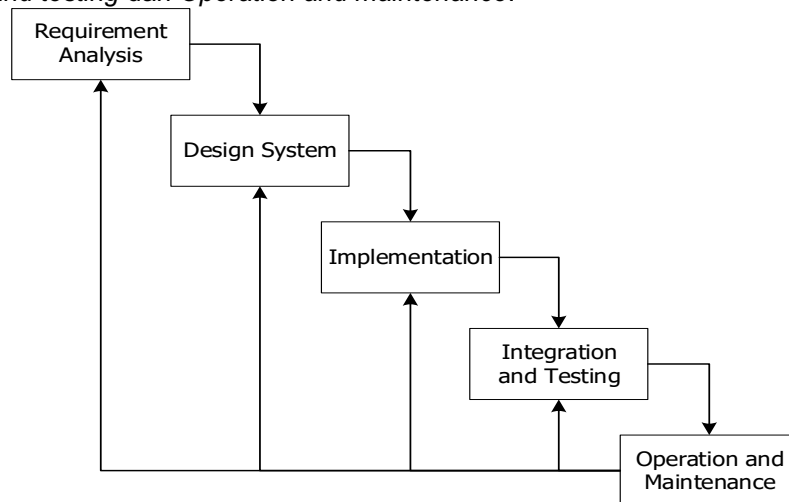 and testing dan Operation and Maintenance.
Requirement
Analysis
Design System
Implementation
Integration
and Testing
Operation and
Maintenance